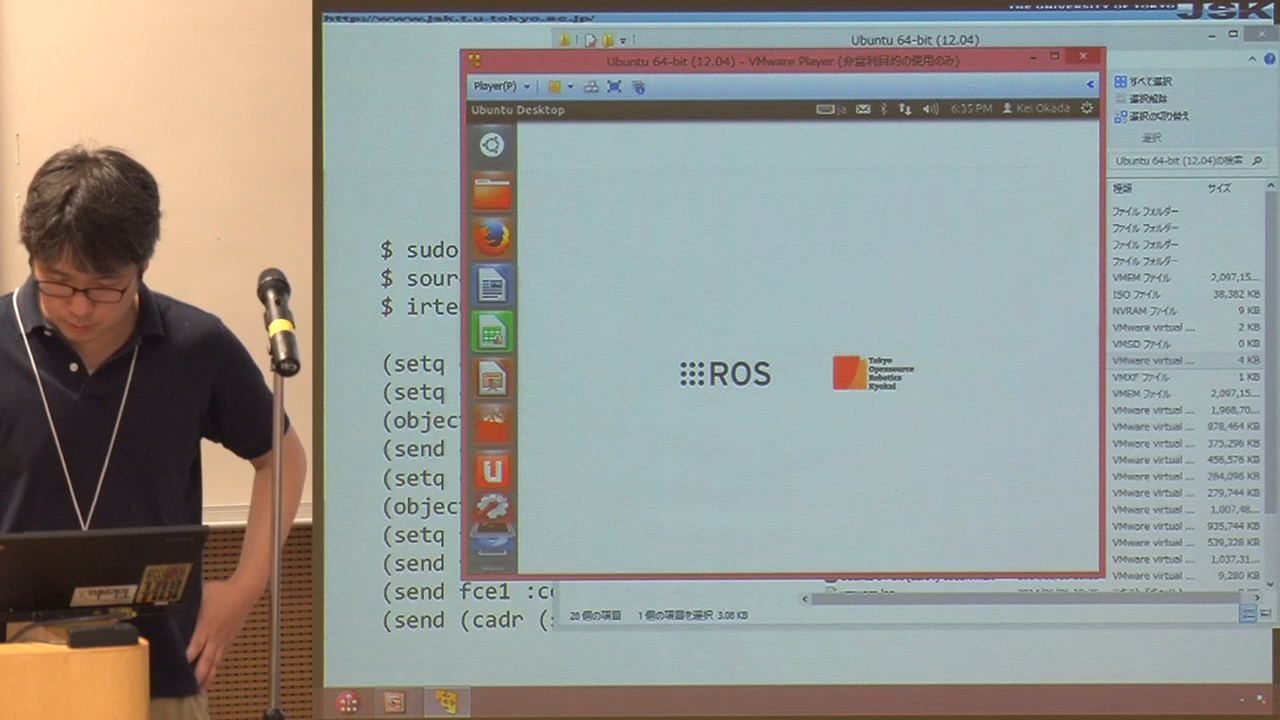 http://www.jsk.t.u-tokyo.ac.jp/
THE UNIVERSITY OF TOKYO
JSK
Ubuntu 64-bit (12.04)
Ubuntu 64-bit (12.04) - VMware Player (非営利目的の使用のみ)
Player(P)
Ubuntu Desktop
ja
6:35 PM
Kei Okada
すべて選択
選択解除
選択の切り替え
選択
Ubuntu 64-bit (12.04)の検索
種類 サイズ
ファイル フォルダー
ファイル フォルダー
ファイル フォルダー
ファイル フォルダー
VMEM ファイル 2,097,15...
ISO ファイル 38,382 KB
NVRAM ファイル 9 KB
VMware virtual ... 2 KB
VMSD ファイル 0 KB
VMware virtual ... 4 KB
VMXF ファイル 1 KB
VMEM ファイル 2,097,15...
VMware virtual ... 1,968,70...
VMware virtual ... 878,464 KB
VMware virtual ... 375,296 KB
VMware virtual ... 456,576 KB
VMware virtual ... 284,096 KB
VMware virtual ... 279,744 KB
VMware virtual ... 1,007,48...
VMware virtual ... 935,744 KB
VMware virtual ... 539,328 KB
VMware virtual ... 1,037,31...
VMware virtual ... 9,280 KB
$ sudo
$ sour
$ irte
(setq
(setq
(objec
(send
(setq
(objec
(setq
(send
(send fce1 :co
(send (cadr (
ROS
Tokyo
Opensource
Robotics
Kyokai
28 個の項目 1 個の項目を選択 3.08 KB